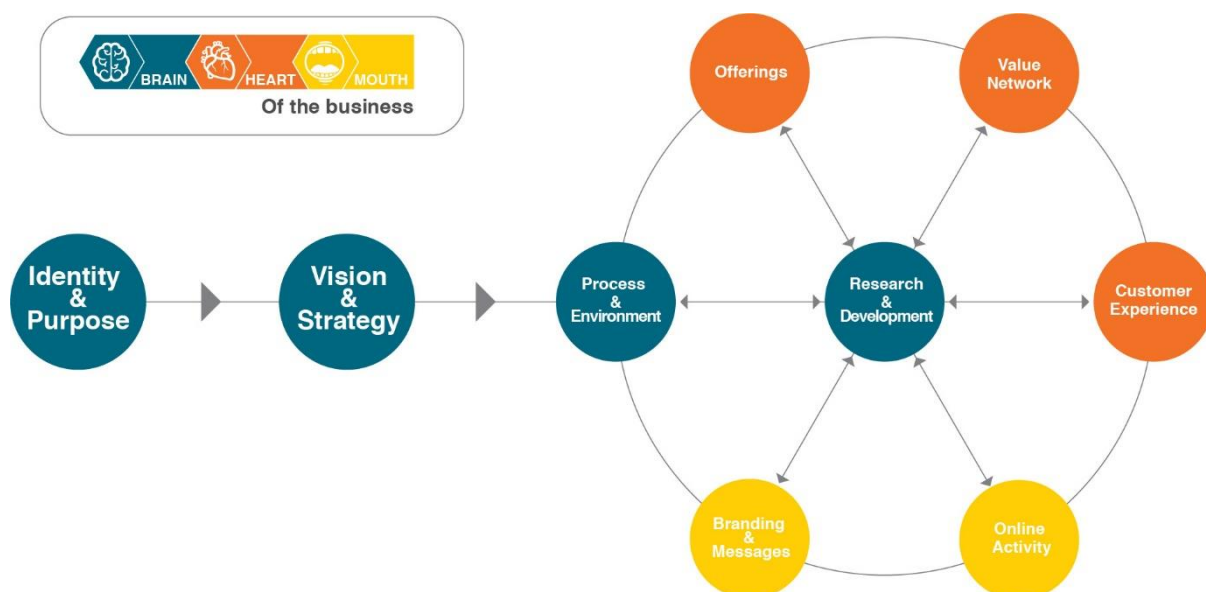 BRAIN HEART MOUTH
Of the business
Offerings
Value
Network
Identity
&
Purpose
Vision
&
Strategy
Process
&
Environment
Research
&
Development
Customer
Experience
Branding
&
Messages
Online
Activity